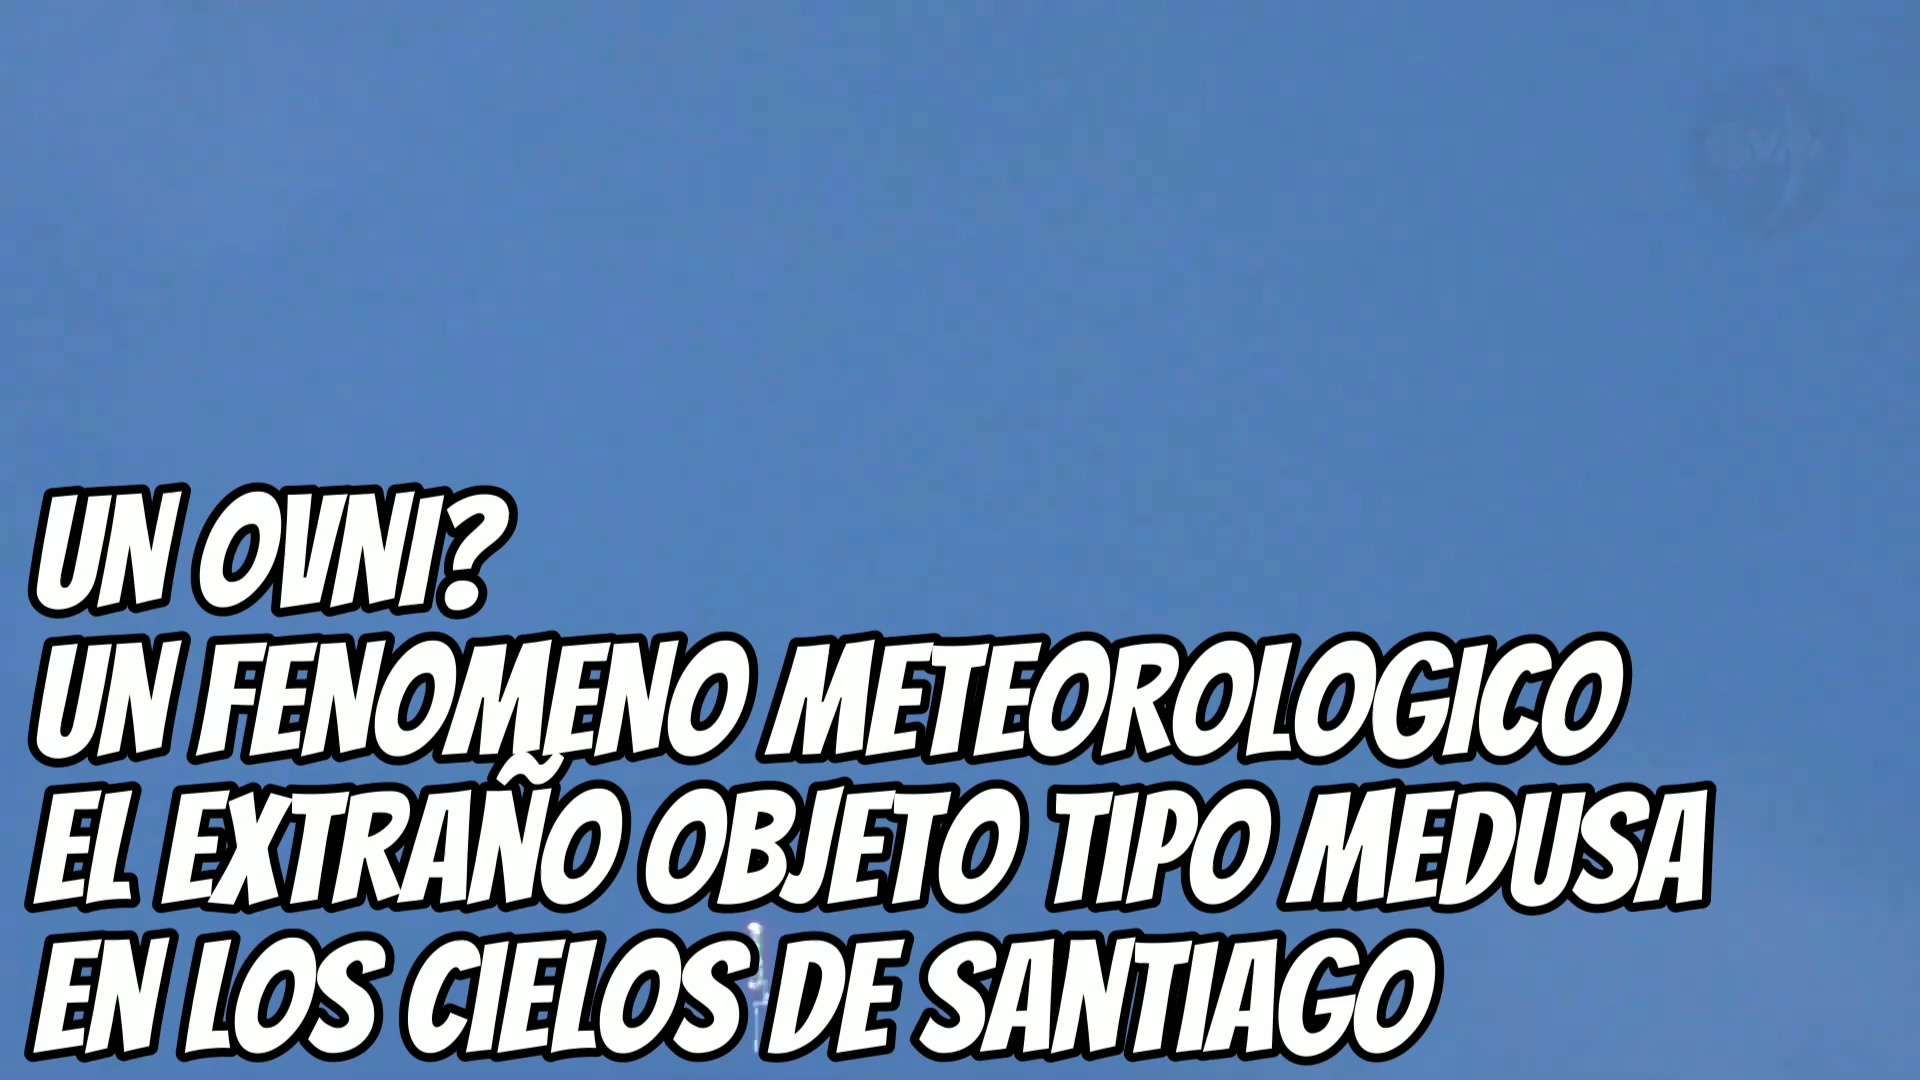 UN OVNI?
UN FENOMENO METEOROLOGICO
EL EXTRAÑO OBJETO TIPO MEDUSA
EN LOS CIELOS DE SANTIAGO